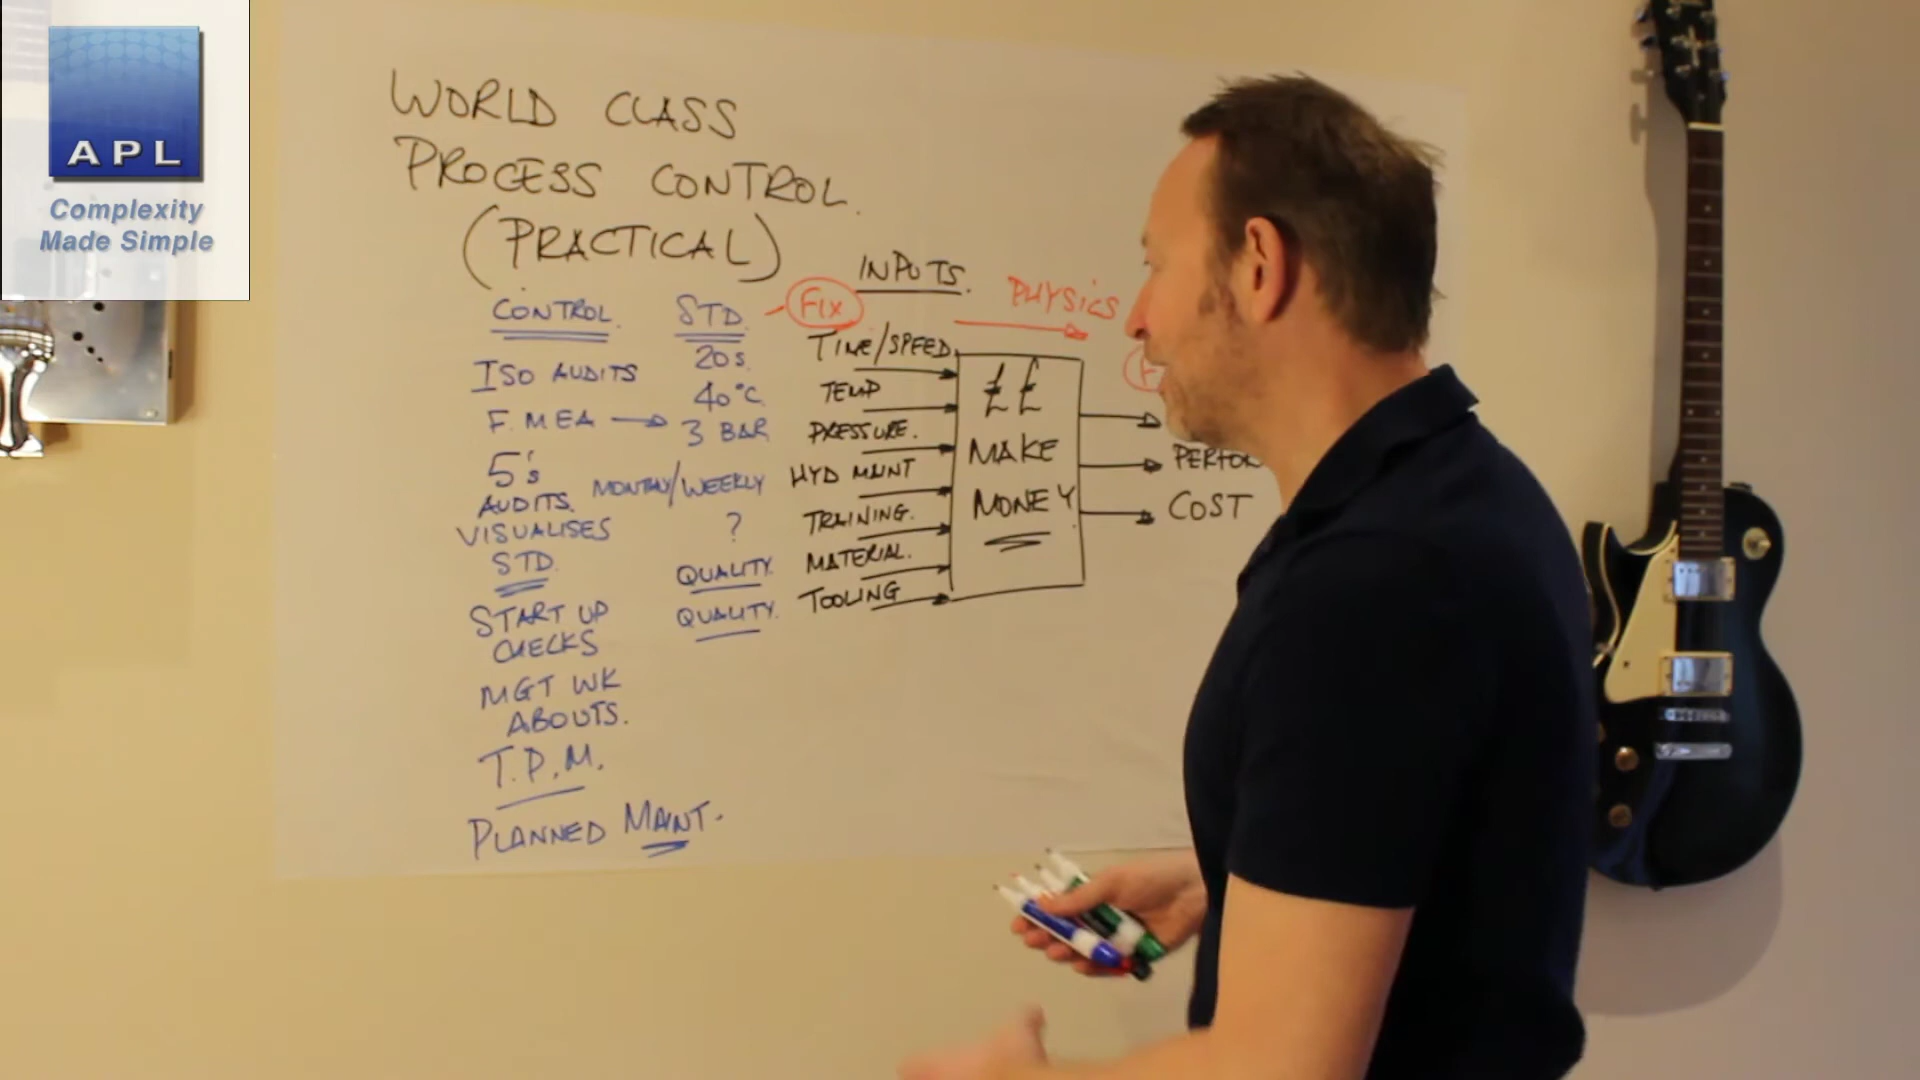 APL
Complexity
Made Simple
WORLD CLASS
PROCESS CONTROL.
(PRACTICAL)
CONTROL.
ISO AUDITS
F.MEA
5's
AUDITS.
VISUALISES
STD.
START UP
CHECKS
MGT WK
ABOUTS.
T.P.M.
PLANNED MAINT.
STD.
20s.
40°C.
3 BAR
MONTHLY/WEEKLY
?
QUALITY.
QUALITY.
FIX
INPUTS.
TIME/SPEED
TEMP
PRESSURE.
HYD MAINT
TRAINING.
MATERIAL.
TOOLING
PHYSICS
££
MAKE
MONEY
COST